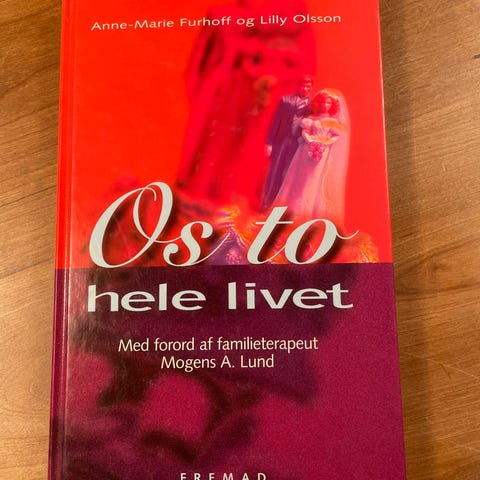 Anne-Marie Furhoff og Lilly Olsson
Os to
hele livet
Med forord af familieterapeut
Mogens A. Lund
FREMAD